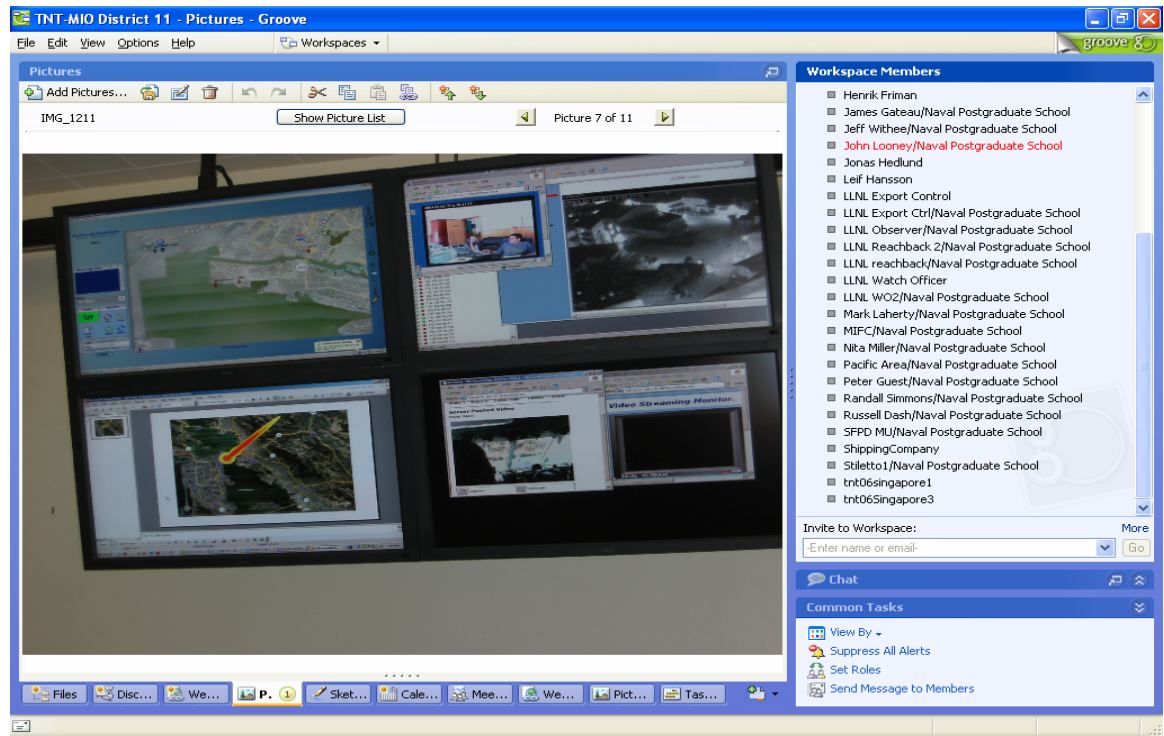 TNT-MIO District 11 - Pictures - Groove
File Edit View Options Help Workspaces
groove
Pictures
Add Pictures...
IMG_1211 Show Picture List Picture 7 of 11
Server Pushed Video
Video Streaming Monitor.
Files Disc... We... P. 1 Sket... Cale... Mee... We... Pict... Tas...
Workspace Members
Henrik Friman
James Gateau/Naval Postgraduate School
Jeff Withee/Naval Postgraduate School
John Looney/Naval Postgraduate School
Jonas Hedlund
Leif Hansson
LLNL Export Control
LLNL Export Ctrl/Naval Postgraduate School
LLNL Observer/Naval Postgraduate School
LLNL Reachback 2/Naval Postgraduate School
LLNL reachback/Naval Postgraduate School
LLNL Watch Officer
LLNL WO2/Naval Postgraduate School
Mark Laherty/Naval Postgraduate School
MIFC/Naval Postgraduate School
Nita Miller/Naval Postgraduate School
Pacific Area/Naval Postgraduate School
Peter Guest/Naval Postgraduate School
Randall Simmons/Naval Postgraduate School
Russell Dash/Naval Postgraduate School
SFPD MU/Naval Postgraduate School
ShippingCompany
Stiletto1/Naval Postgraduate School
tnt06singapore1
tnt06Singapore3
Invite to Workspace: More
-Enter name or email- Go
Chat
Common Tasks
View By
Suppress All Alerts
Set Roles
Send Message to Members